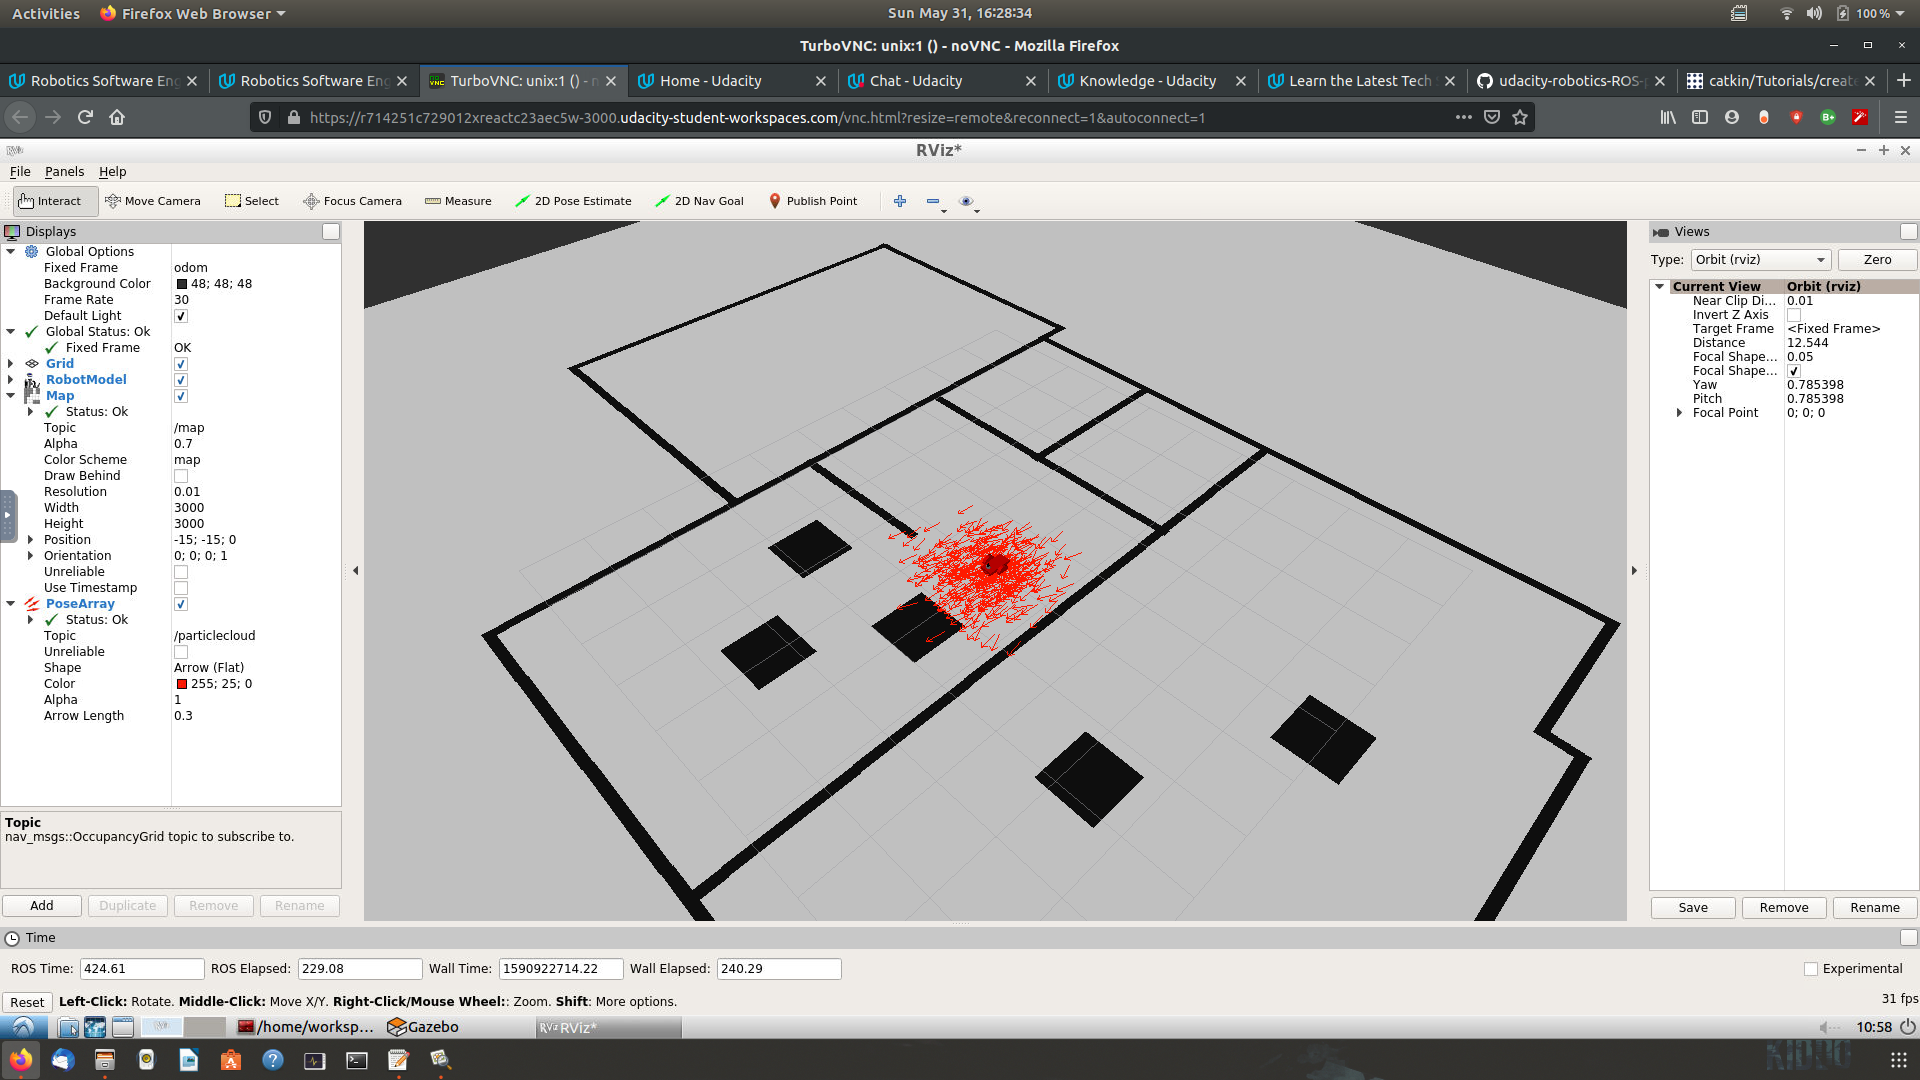 Activities
Firefox Web Browser
Sun May 31, 16:28:34
100 %
TurboVNC: unix:1 () - noVNC - Mozilla Firefox
Robotics Software Eng
Robotics Software Eng
TurboVNC: unix:1 () - n
Home - Udacity
Chat - Udacity
Knowledge - Udacity
Learn the Latest Tech S
udacity-robotics-ROS-p
catkin/Tutorials/create
https://r714251c729012xreactc23aec5w-3000.udacity-student-workspaces.com/vnc.html?resize=remote&reconnect=1&autoconnect=1
RViz*
File Panels Help
Interact Move Camera Select Focus Camera Measure 2D Pose Estimate 2D Nav Goal Publish Point
Displays
Global Options
Fixed Frame odom
Background Color 48; 48; 48
Frame Rate 30
Default Light
Global Status: Ok
Fixed Frame OK
Grid
RobotModel
Map
Status: Ok
Topic /map
Alpha 0.7
Color Scheme map
Draw Behind
Resolution 0.01
Width 3000
Height 3000
Position -15; -15; 0
Orientation 0; 0; 0; 1
Unreliable
Use Timestamp
PoseArray
Status: Ok
Topic /particlecloud
Unreliable
Shape Arrow (Flat)
Color 255; 25; 0
Alpha 1
Arrow Length 0.3
Topic
nav_msgs::OccupancyGrid topic to subscribe to.
Add Duplicate Remove Rename
Views
Type: Orbit (rviz) Zero
Current View Orbit (rviz)
Near Clip Di... 0.01
Invert Z Axis
Target Frame <Fixed Frame>
Distance 12.544
Focal Shape... 0.05
Focal Shape...
Yaw 0.785398
Pitch 0.785398
Focal Point 0; 0; 0
Save Remove Rename
Time
ROS Time: 424.61 ROS Elapsed: 229.08 Wall Time: 1590922714.22 Wall Elapsed: 240.29 Experimental
Reset Left-Click: Rotate. Middle-Click: Move X/Y. Right-Click/Mouse Wheel:: Zoom. Shift: More options. 31 fps
/home/worksp... Gazebo RViz* 10:58